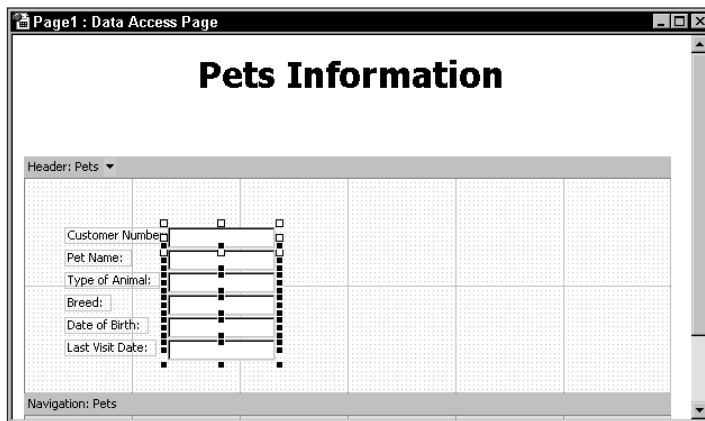 Page1 : Data Access Page
Pets Information
Header: Pets
Customer Number
Pet Name:
Type of Animal:
Breed:
Date of Birth:
Last Visit Date:
Navigation: Pets